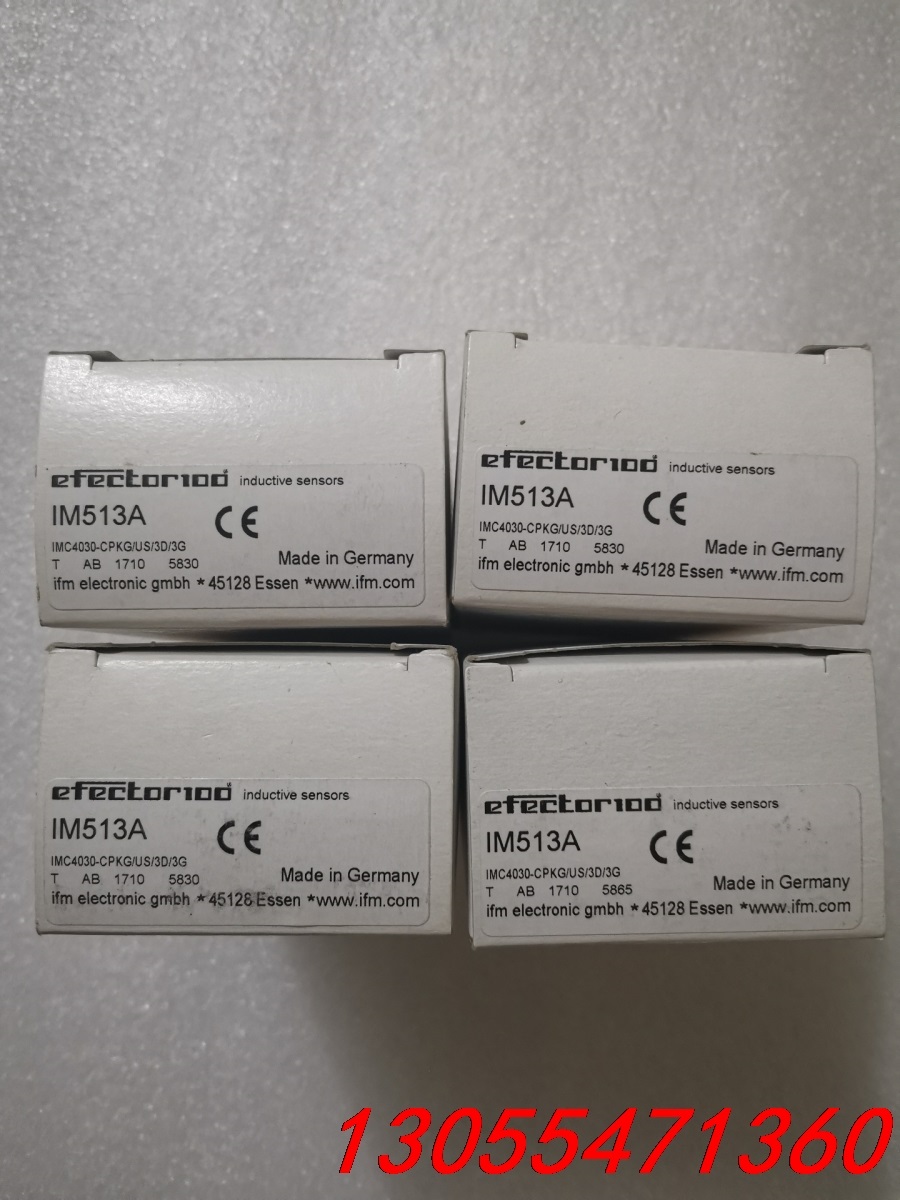 efector100 inductive sensors
IM513A CE
IMC4030-CPKG/US/3D/3G
T AB 1710 5830 Made in Germany
ifm electronic gmbh * 45128 Essen *www.ifm.com
efector100 inductive sensors
IM513A CE
IMC4030-CPKG/US/3D/3G
T AB 1710 5830 Made in Germany
ifm electronic gmbh * 45128 Essen *www.ifm.com
efector100 inductive sensors
IM513A CE
IMC4030-CPKG/US/3D/3G
T AB 1710 5830 Made in Germany
ifm electronic gmbh * 45128 Essen *www.ifm.com
efector100 inductive sensors
IM513A CE
IMC4030-CPKG/US/3D/3G
T AB 1710 5865 Made in Germany
ifm electronic gmbh * 45128 Essen *www.ifm.com
13055471360